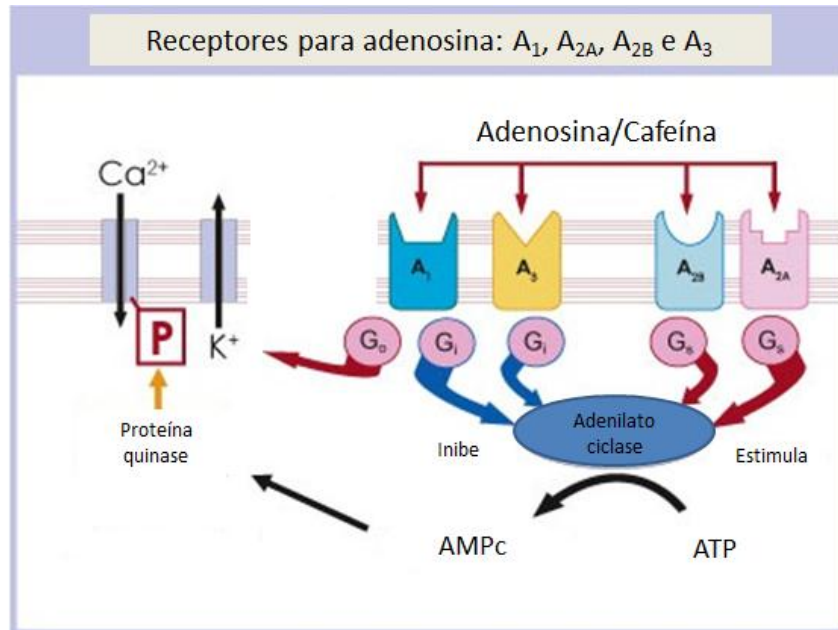 Receptores para adenosina: A₁, A₂A, A₂B e A₃
Adenosina/Cafeína
Ca²⁺
A₁
A₃
A₂B
A₂A
P
K⁺
G₀
Gᵢ
Gᵢ
Gₛ
Gₛ
Proteína
quinase
Inibe
Adenilato
ciclase
Estimula
AMPc
ATP